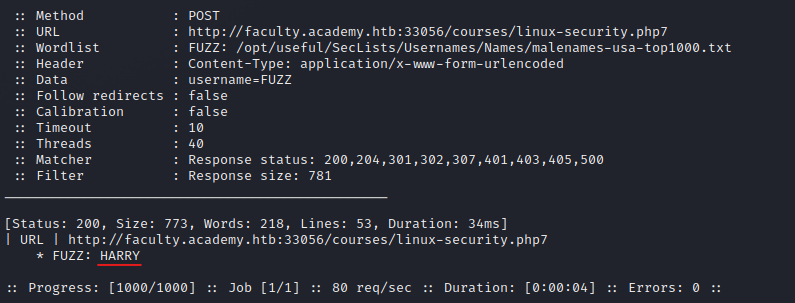 :: Method : POST
:: URL : http://faculty.academy.htb:33056/courses/linux-security.php7
:: Wordlist : FUZZ: /opt/useful/SecLists/Usernames/Names/malenames-usa-top1000.txt
:: Header : Content-Type: application/x-www-form-urlencoded
:: Data : username=FUZZ
:: Follow redirects : false
:: Calibration : false
:: Timeout : 10
:: Threads : 40
:: Matcher : Response status: 200,204,301,302,307,401,403,405,500
:: Filter : Response size: 781
________________________________________________
[Status: 200, Size: 773, Words: 218, Lines: 53, Duration: 34ms]
| URL | http://faculty.academy.htb:33056/courses/linux-security.php7
* FUZZ: HARRY
:: Progress: [1000/1000] :: Job [1/1] :: 80 req/sec :: Duration: [0:00:04] :: Errors: 0 ::